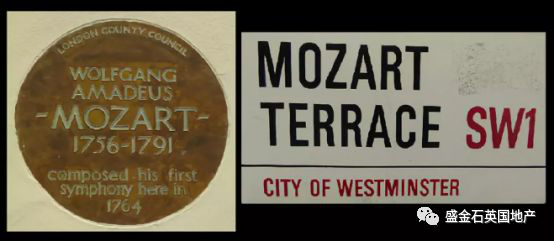 LONDON COUNTY COUNCIL
WOLFGANG
AMADEUS
-MOZART-
1756-1791
composed his first
symphony here in
1764
MOZART
TERRACE SW1
CITY OF WESTMINSTER
盛金石英国地产